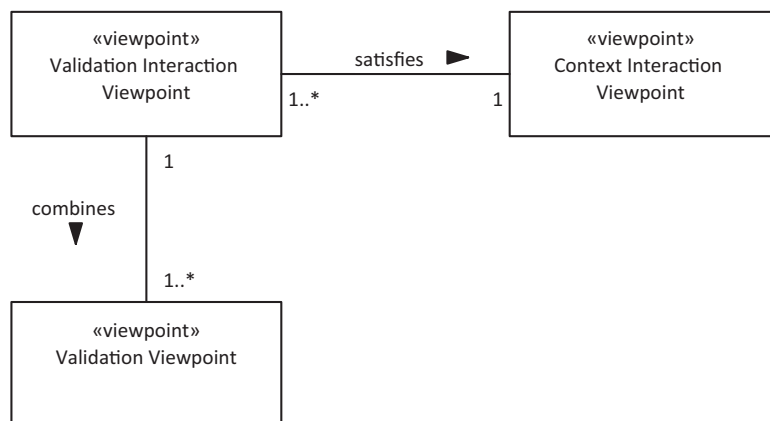 «viewpoint»
Validation Interaction
Viewpoint
satisfies
1..*
1
«viewpoint»
Context Interaction
Viewpoint
1
combines
1..*
«viewpoint»
Validation Viewpoint